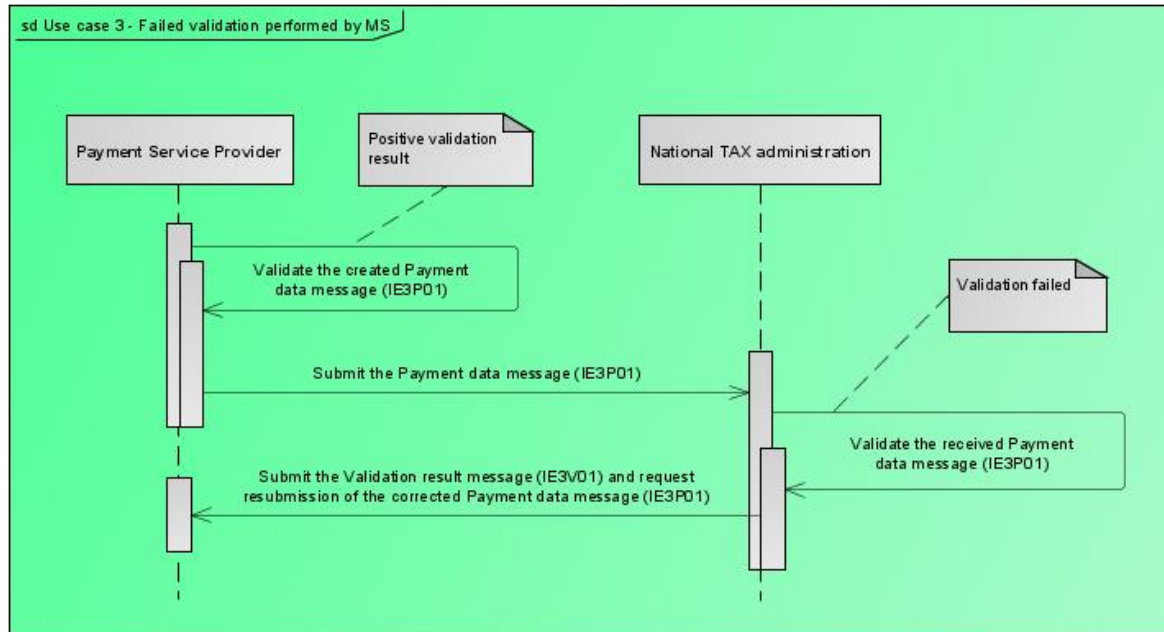 sd Use case 3 - Failed validation performed by MS
Payment Service Provider
Positive validation
result
National TAX administration
Validate the created Payment
data message (IE3P01)
Validation failed
Submit the Payment data message (IE3P01)
Validate the received Payment
data message (IE3P01)
Submit the Validation result message (IE3V01) and request
resubmission of the corrected Payment data message (IE3P01)